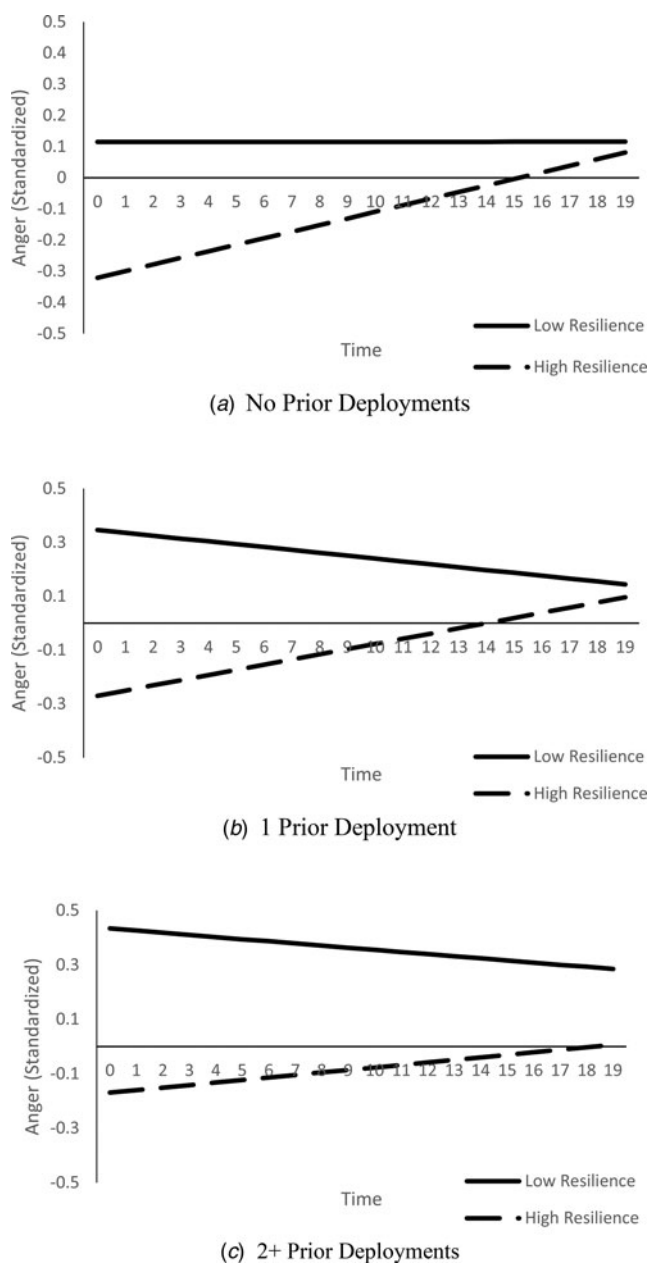 0.5
0.4
0.3
0.2
0.1
0
-0.1
-0.2
-0.3
-0.4
-0.5
Anger (Standardized)
0 1 2 3 4 5 6 7 8 9 10 11 12 13 14 15 16 17 18 19
Time
Low Resilience
High Resilience
(a) No Prior Deployments
0.5
0.3
0.1
-0.1
-0.3
-0.5
Anger (Standardized)
0 1 2 3 4 5 6 7 8 9 10 11 12 13 14 15 16 17 18 19
Time
Low Resilience
High Resilience
(b) 1 Prior Deployment
0.5
0.3
0.1
-0.1
-0.3
-0.5
Anger (Standardized)
0 1 2 3 4 5 6 7 8 9 10 11 12 13 14 15 16 17 18 19
Time
Low Resilience
High Resilience
(c) 2+ Prior Deployments